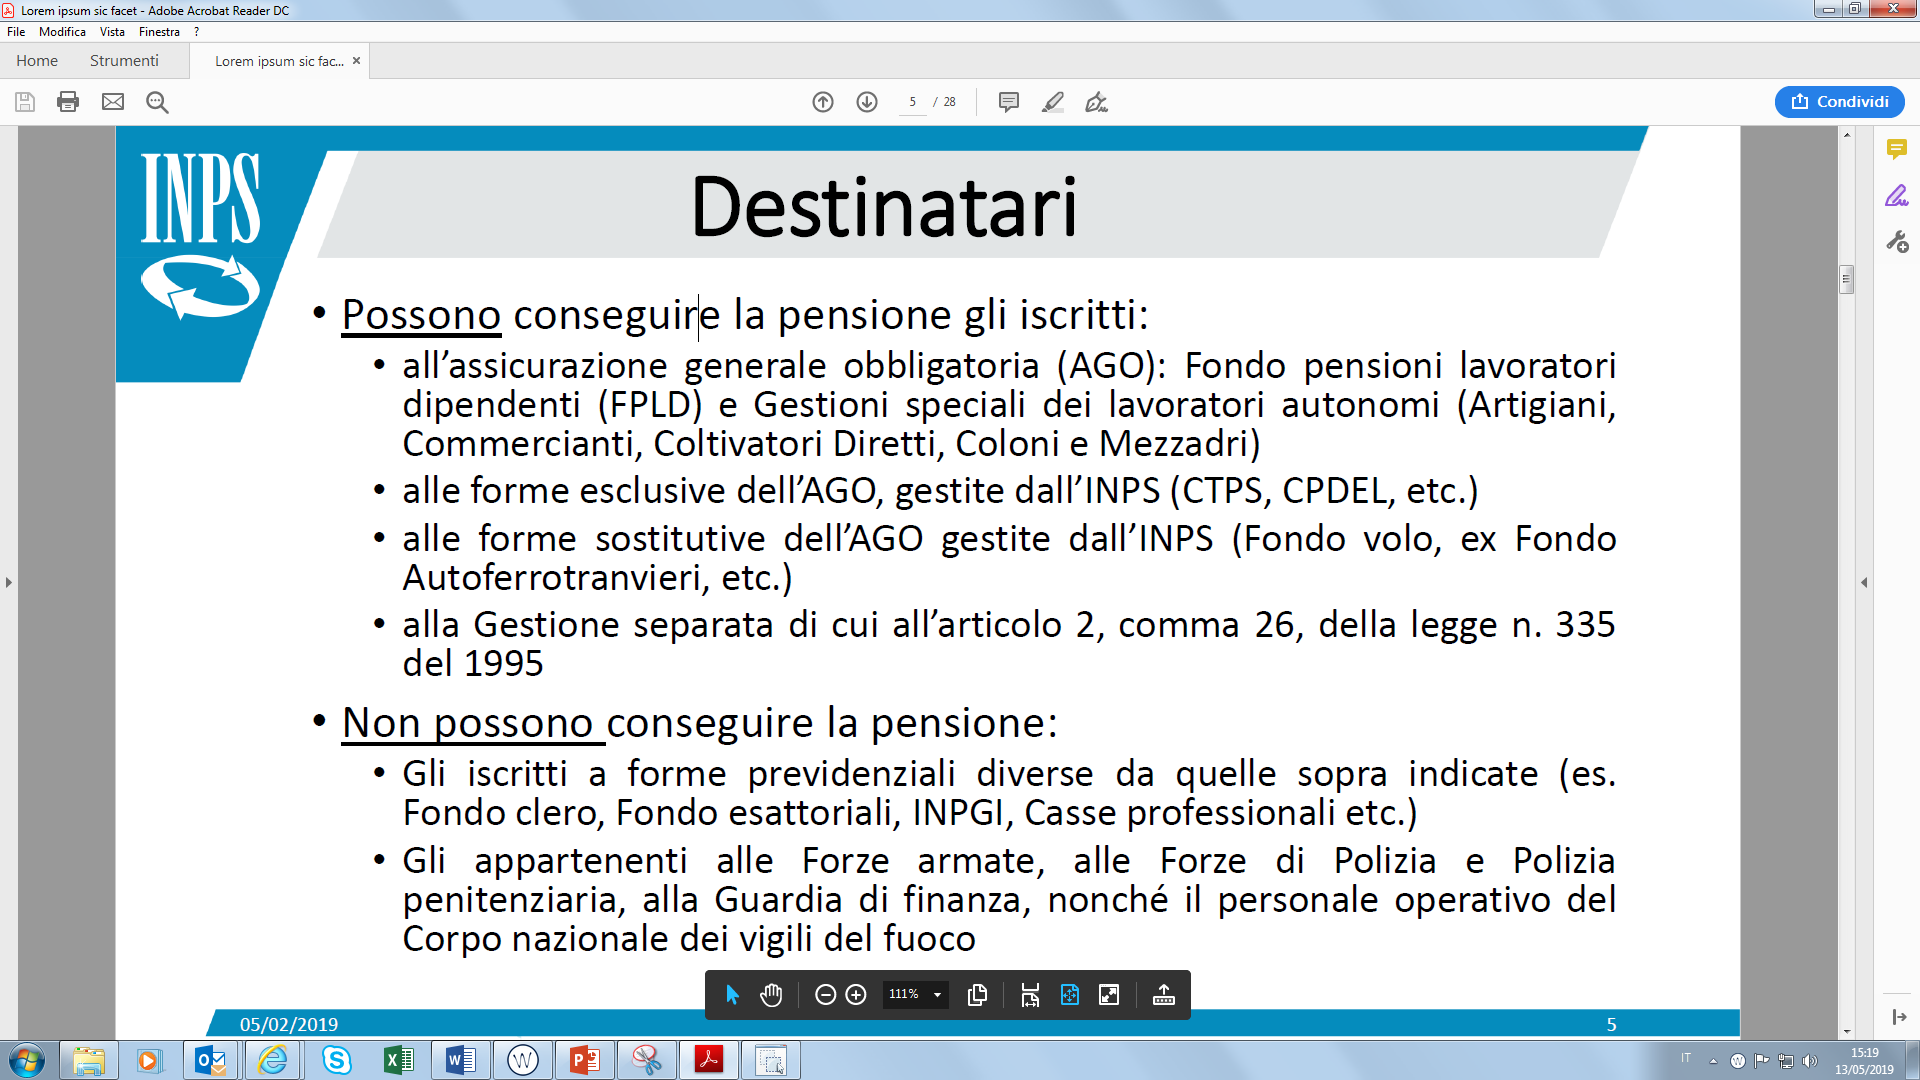 Lorem ipsum sic facet - Adobe Acrobat Reader DC
File Modifica Vista Finestra ?
Home Strumenti Lorem ipsum sic fac... ×
5 / 28
Condividi
INPS
Destinatari
• Possono conseguire la pensione gli iscritti:
• all’assicurazione generale obbligatoria (AGO): Fondo pensioni lavoratori
dipendenti (FPLD) e Gestioni speciali dei lavoratori autonomi (Artigiani,
Commercianti, Coltivatori Diretti, Coloni e Mezzadri)
• alle forme esclusive dell’AGO, gestite dall’INPS (CTPS, CPDEL, etc.)
• alle forme sostitutive dell’AGO gestite dall’INPS (Fondo volo, ex Fondo
Autoferrotranvieri, etc.)
• alla Gestione separata di cui all’articolo 2, comma 26, della legge n. 335
del 1995
• Non possono conseguire la pensione:
• Gli iscritti a forme previdenziali diverse da quelle sopra indicate (es.
Fondo clero, Fondo esattoriali, INPGI, Casse professionali etc.)
• Gli appartenenti alle Forze armate, alle Forze di Polizia e Polizia
penitenziaria, alla Guardia di finanza, nonché il personale operativo del
Corpo nazionale dei vigili del fuoco
111%
05/02/2019
5
IT
15:19
13/05/2019